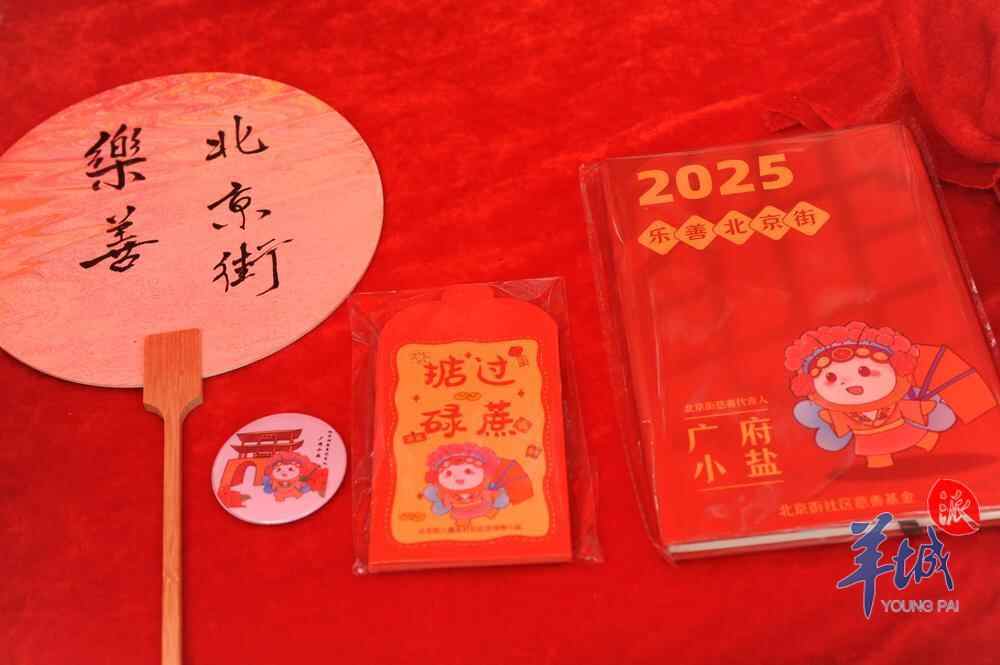 北京街
樂善
掂过
碌蔗
2025
乐善北京街
北京街慈善代言人
广府
小盐
北京街社区慈善基金
派
羊城
YOUNG PAI